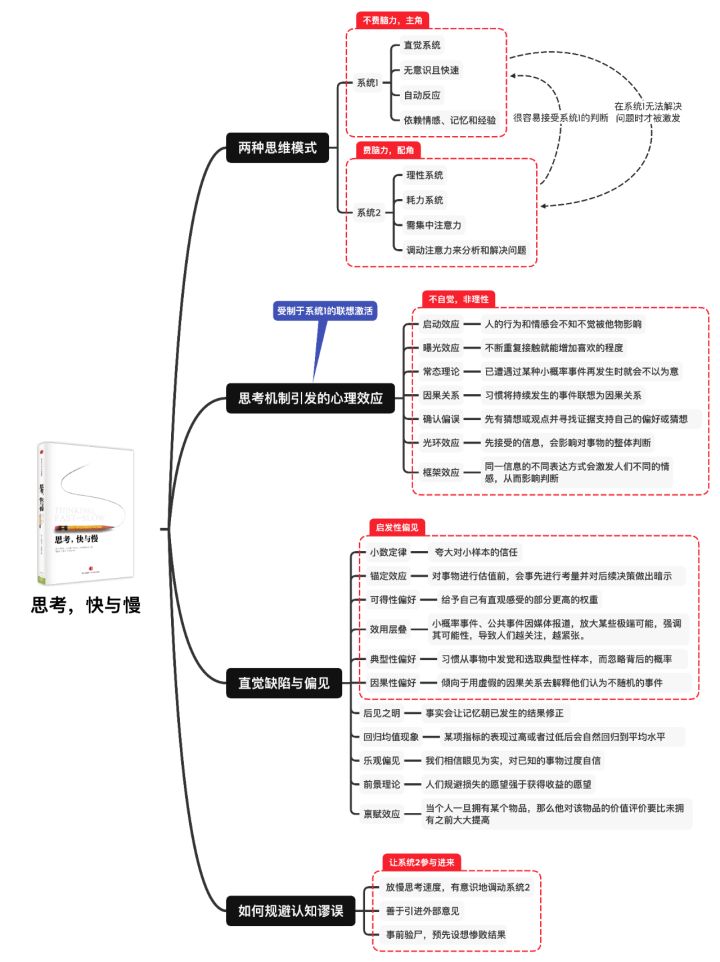 不费脑力，主角
直觉系统
无意识且快速
系统1
自动反应
依赖情感、记忆和经验
在系统1无法解决
问题时才被激发
很容易接受系统1的判断
两种思维模式
费脑力，配角
理性系统
耗力系统
系统2
需集中注意力
调动注意力来分析和解决问题
不自觉，非理性
受制于系统1的联想激活
启动效应
人的行为和情感会不知不觉被他物影响
曝光效应
不断重复接触就能增加喜欢的程度
常态理论
已遭遇过某种小概率事件再发生时就会不以为意
思考机制引发的心理效应
因果关系
习惯将持续发生的事件联想为因果关系
确认偏误
先有猜想或观点并寻找证据支持自己的偏好或猜想
光环效应
先接受的信息，会影响对事物的整体判断
框架效应
同一信息的不同表达方式会激发人们不同的情
感，从而影响判断
思考，快与慢
THINKING,
FAST AND SLOW
思考，快与慢
思考，快与慢
启发性偏见
小数定律
夸大对小样本的信任
锚定效应
对事物进行估值前，会事先进行考量并对后续决策做出暗示
可得性偏好
给予自己有直观感受的部分更高的权重
效用层叠
小概率事件、公共事件因媒体报道，放大某些极端可能，强调
其可能性，导致人们越关注，越紧张。
典型性偏好
习惯从事物中发觉和选取典型性样本，而忽略背后的概率
直觉缺陷与偏见
因果性偏好
倾向于用虚假的因果关系去解释他们认为不随机的事件
后见之明
事实会让记忆朝已发生的结果修正
回归均值现象
某项指标的表现过高或者过低后会自然回归到平均水平
乐观偏见
我们相信眼见为实，对已知的事物过度自信
前景理论
人们规避损失的愿望强于获得收益的愿望
禀赋效应
当个人一旦拥有某个物品，那么他对该物品的价值评价要比未拥
有之前大大提高
让系统2参与进来
放慢思考速度，有意识地调动系统2
如何规避认知谬误
善于引进外部意见
事前验尸，预先设想惨败结果